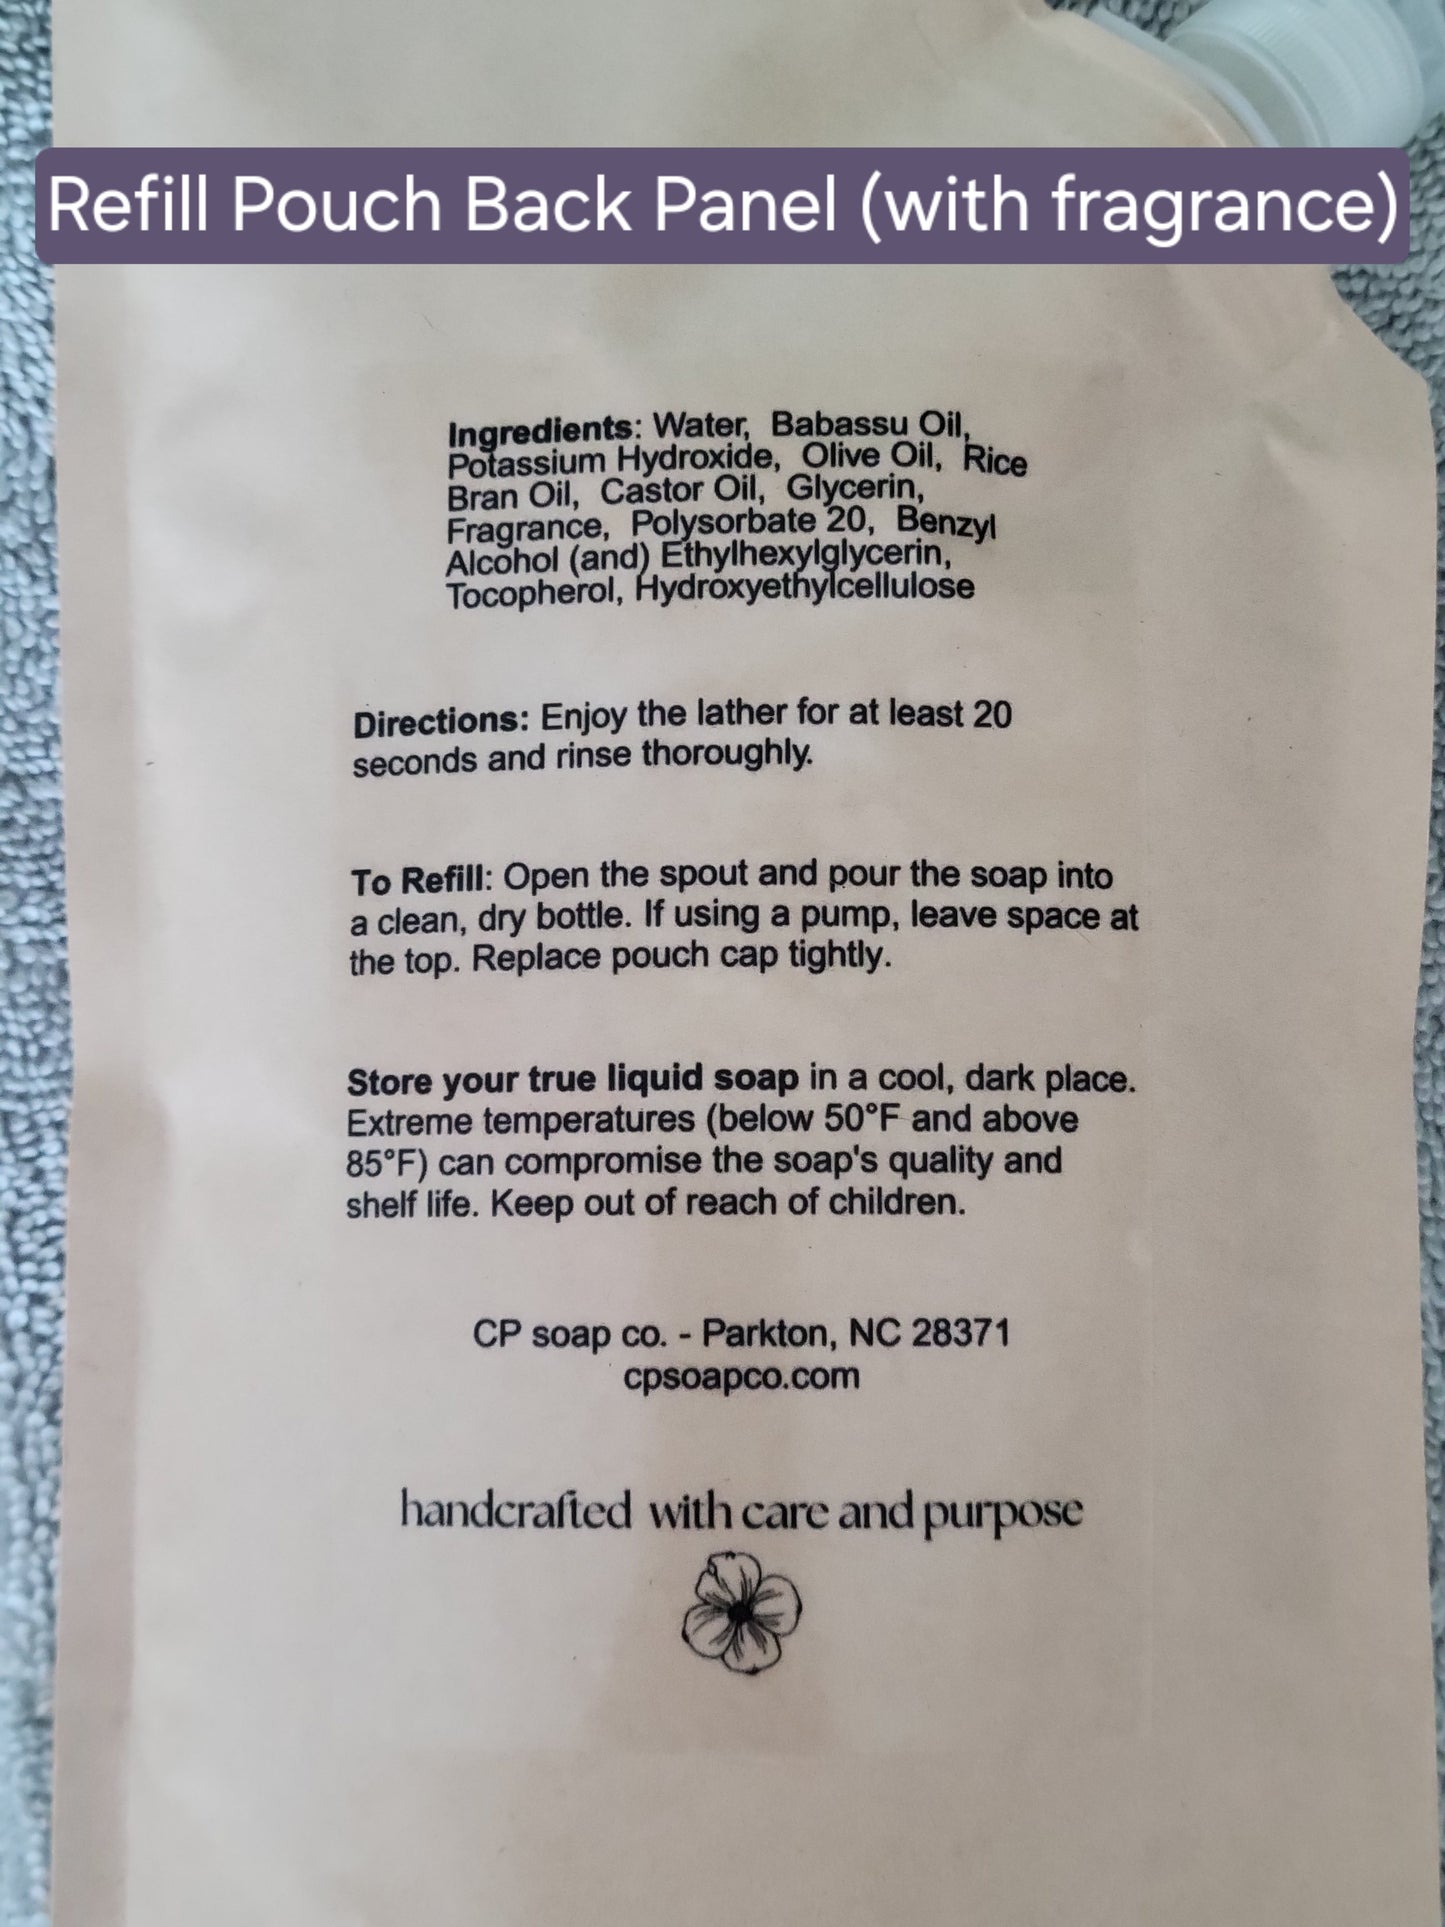 Refill Pouch Back Panel (with fragrance)
Ingredients: Water, Babassu Oil,
Potassium Hydroxide, Olive Oil, Rice
Bran Oil, Castor Oil, Glycerin,
Fragrance, Polysorbate 20, Benzyl
Alcohol (and) Ethylhexylglycerin,
Tocopherol, Hydroxyethylcellulose
Directions: Enjoy the lather for at least 20
seconds and rinse thoroughly.
To Refill: Open the spout and pour the soap into
a clean, dry bottle. If using a pump, leave space at
the top. Replace pouch cap tightly.
Store your true liquid soap in a cool, dark place.
Extreme temperatures (below 50°F and above
85°F) can compromise the soap's quality and
shelf life. Keep out of reach of children.
CP soap co. - Parkton, NC 28371
cpsoapco.com
handcrafted with care and purpose